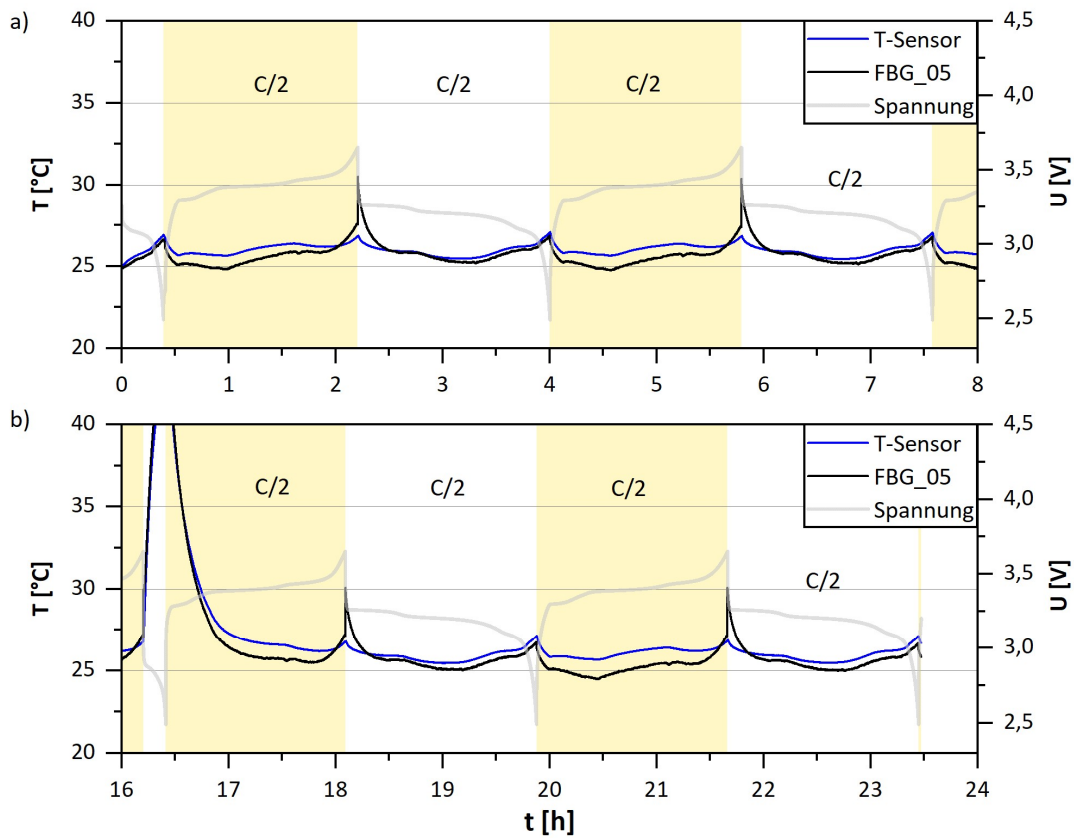 a)
40
35
30
25
20
T [°C]
C/2
C/2
C/2
C/2
T-Sensor
FBG_05
Spannung
4,5
4,0
3,5
3,0
2,5
U [V]
0 1 2 3 4 5 6 7 8
b)
40
35
30
25
20
T [°C]
C/2
C/2
C/2
C/2
T-Sensor
FBG_05
Spannung
4,5
4,0
3,5
3,0
2,5
U [V]
16 17 18 19 20 21 22 23 24
t [h]